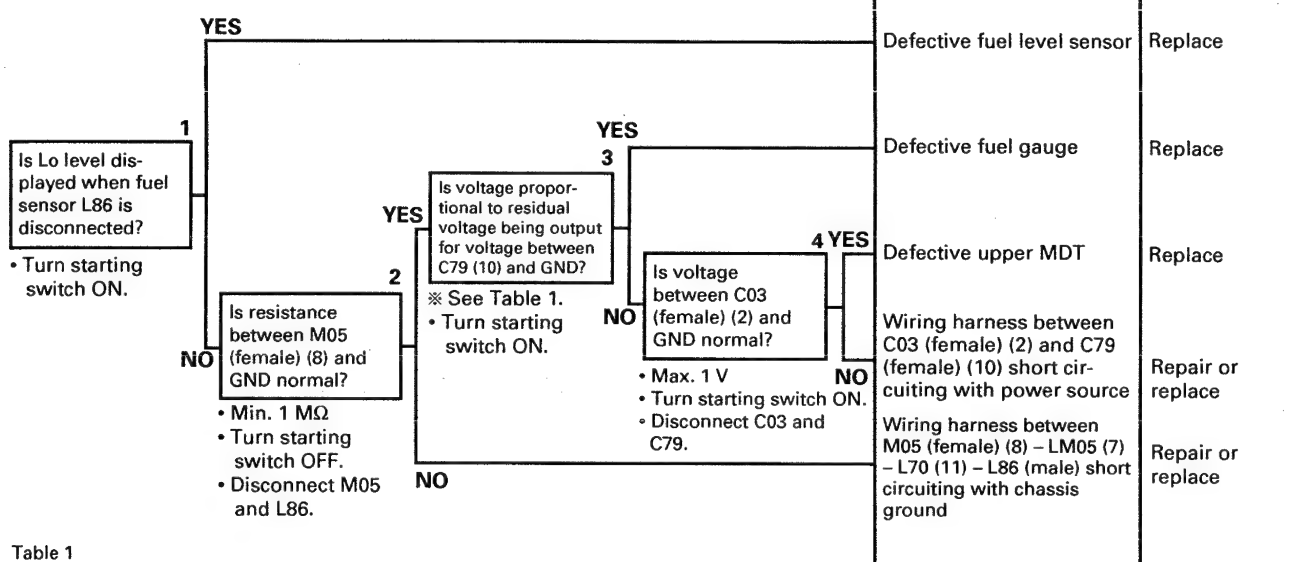 YES
Defective fuel level sensor
Replace
1
Is Lo level dis-
played when fuel
sensor L86 is
disconnected?
• Turn starting
switch ON.
NO
2
Is resistance
between M05
(female) (8) and
GND normal?
• Min. 1 MΩ
• Turn starting
switch OFF.
• Disconnect M05
and L86.
YES
3
Is voltage propor-
tional to residual
voltage being output
for voltage between
C79 (10) and GND?
※ See Table 1.
• Turn starting
switch ON.
YES
Defective fuel gauge
Replace
NO
4
Is voltage
between C03
(female) (2) and
GND normal?
• Max. 1 V
• Turn starting switch ON.
• Disconnect C03 and
C79.
YES
Defective upper MDT
Replace
NO
Wiring harness between
C03 (female) (2) and C79
(female) (10) short cir-
cuiting with power source
Repair or
replace
NO
Wiring harness between
M05 (female) (8) – LM05 (7)
– L70 (11) – L86 (male) short
circuiting with chassis
ground
Repair or
replace
Table 1